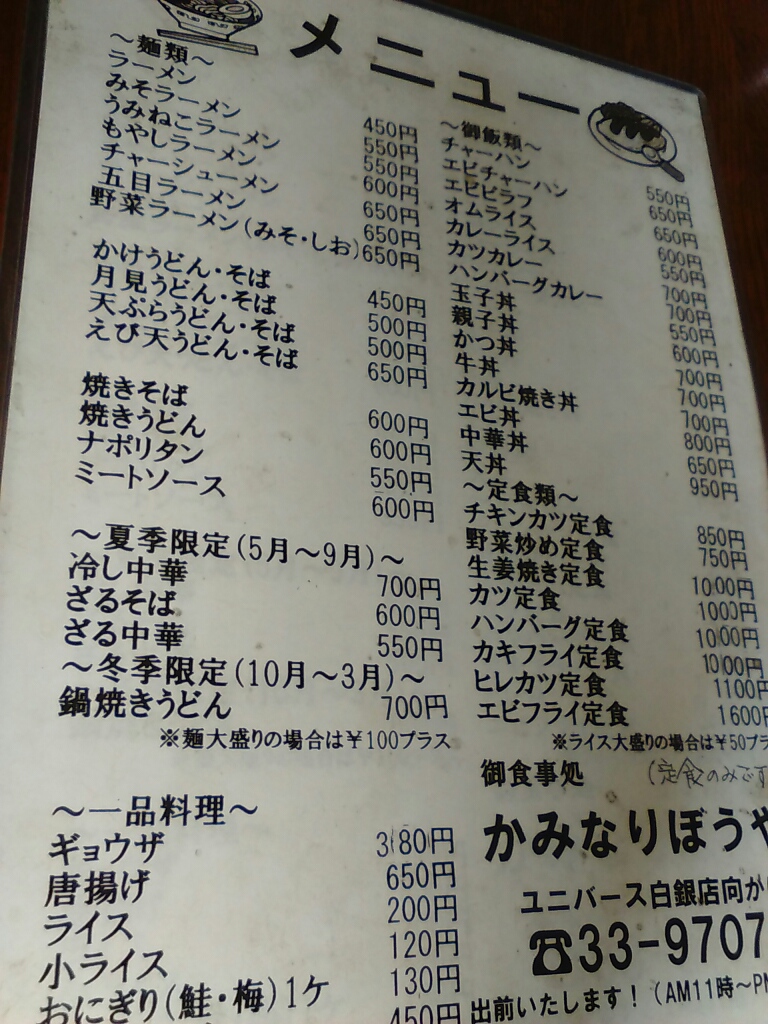 メニュー
～麺類～
ラーメン 450円
みそラーメン 550円
うみねこラーメン 550円
もやしラーメン 600円
チャーシューメン 650円
五目ラーメン 650円
野菜ラーメン(みそ・しお) 650円
かけうどん・そば 450円
月見うどん・そば 500円
天ぷらうどん・そば 500円
えび天うどん・そば 650円
焼きそば 600円
焼きうどん 600円
ナポリタン 550円
ミートソース 600円
～夏季限定(5月～9月)～
冷し中華 700円
ざるそば 600円
ざる中華 550円
～冬季限定(10月～3月)～
鍋焼きうどん 700円
※麺大盛りの場合は￥100プラス
～一品料理～
ギョウザ 380円
唐揚げ 650円
ライス 200円
小ライス 120円
おにぎり(鮭・梅)1ケ 130円
450円
～御飯類～
チャーハン 550円
エビチャーハン 650円
エビピラフ 650円
オムライス 600円
カレーライス 550円
カツカレー 700円
ハンバーグカレー 700円
玉子丼 550円
親子丼 600円
かつ丼 700円
牛丼 700円
カルビ焼き丼 700円
エビ丼 800円
中華丼 650円
天丼 950円
～定食類～
チキンカツ定食 850円
野菜炒め定食 750円
生姜焼き定食 1000円
カツ定食 1000円
ハンバーグ定食 1000円
カキフライ定食 1000円
ヒレカツ定食 1100円
エビフライ定食 1600円
※ライス大盛りの場合は￥50プラ
(定食のみです
御食事処
かみなりぼうや
ユニバース白銀店向かい
☎33-9707
出前いたします！(AM11時～PM